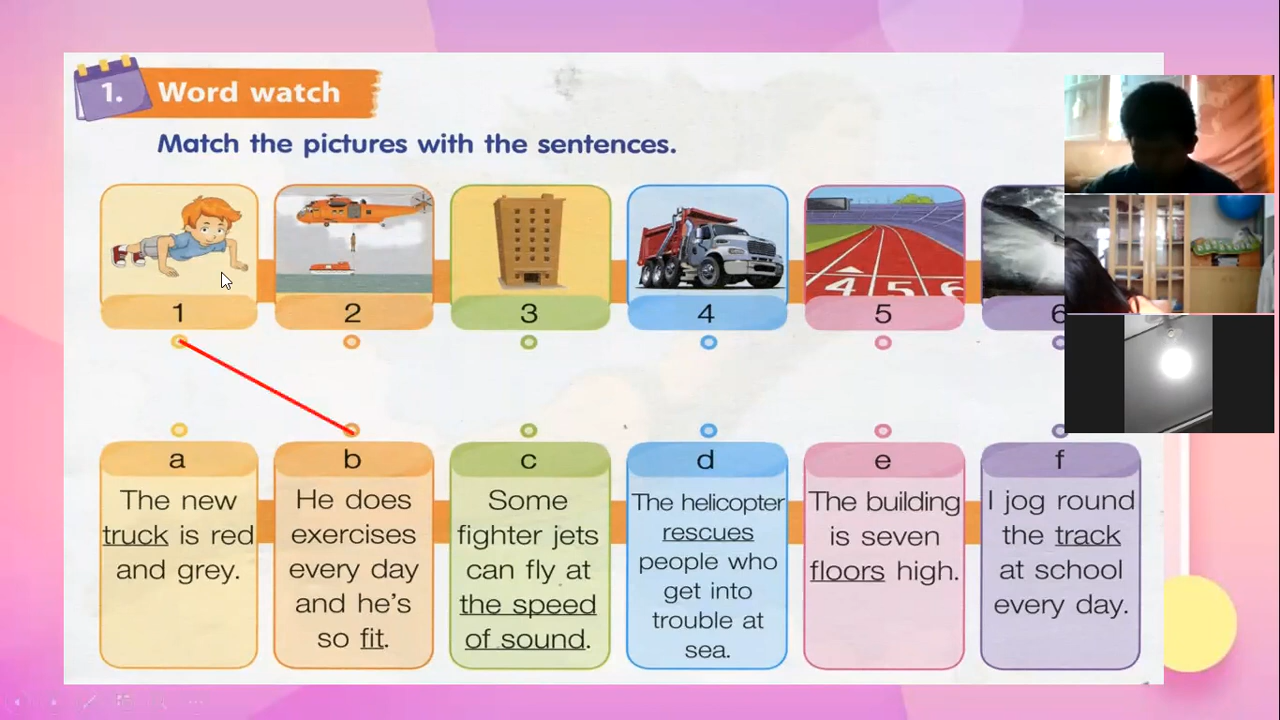 1.
Word watch
Match the pictures with the sentences.
4 5 6
1 2 3 4 5 6
a
The new
truck is red
and grey.
b
He does
exercises
every day
and he's
so fit.
c
Some
fighter jets
can fly at
the speed
of sound.
d
The helicopter
rescues
people who
get into
trouble at
sea.
e
The building
is seven
floors high.
f
I jog round
the track
at school
every day.